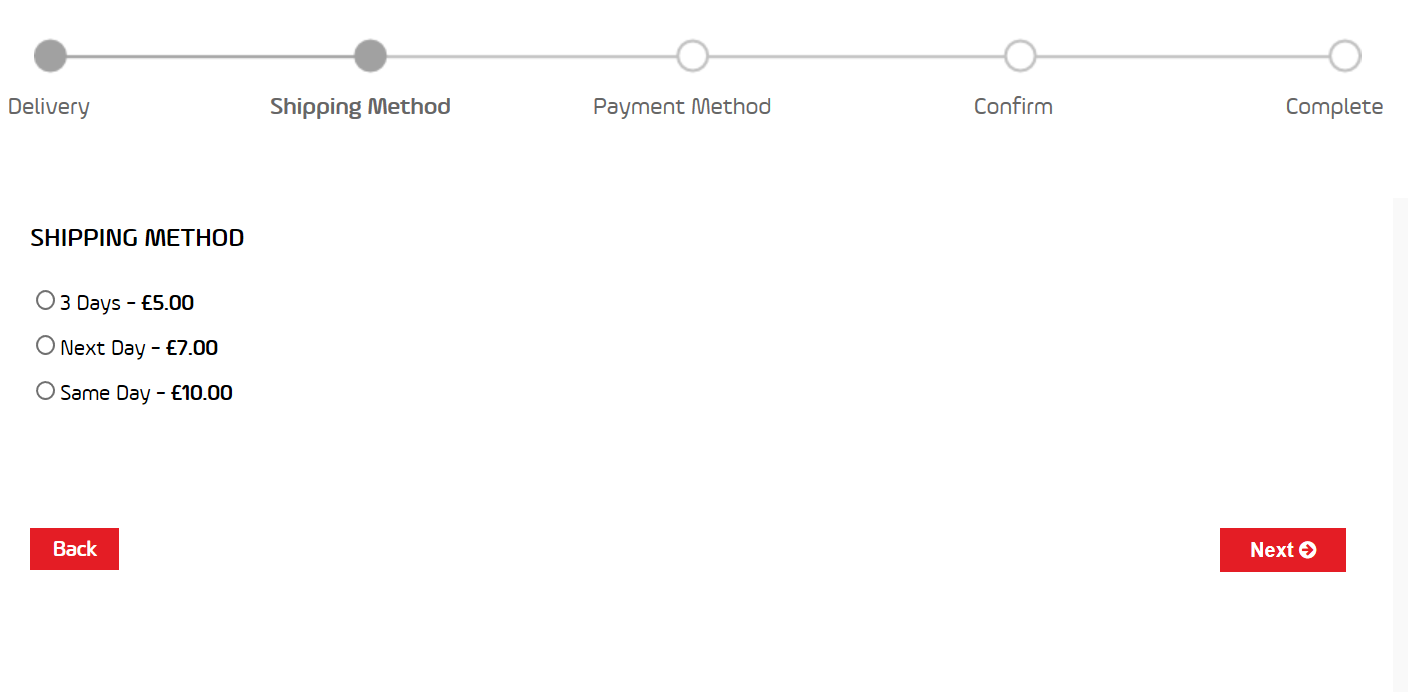 Delivery Shipping Method Payment Method Confirm Complete
SHIPPING METHOD
3 Days - £5.00
Next Day - £7.00
Same Day - £10.00
Back Next